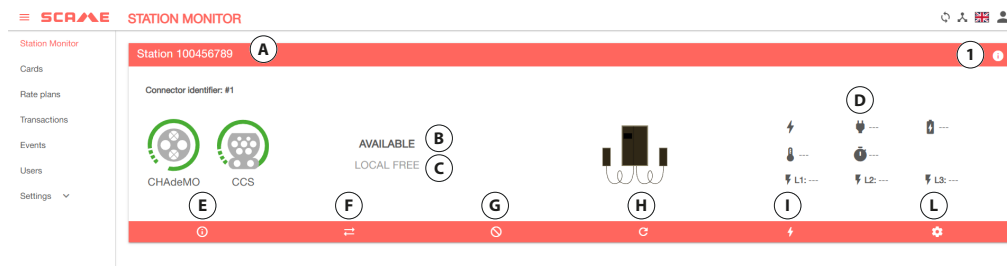 SCAME
STATION MONITOR
Station Monitor
Cards
Rate plans
Transactions
Events
Users
Settings
Station 100456789
A
1
Connector identifier: #1
CHAdeMO
CCS
AVAILABLE
B
LOCAL FREE
C
D
---
---
---
---
L1: ---
L2: ---
L3: ---
E
F
G
H
I
L